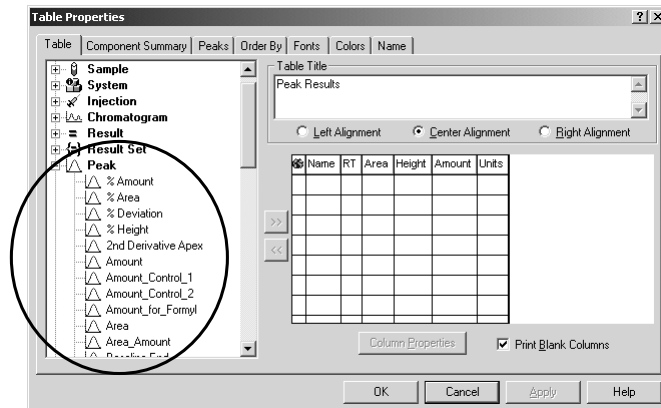 Table Properties
Table Component Summary Peaks Order By Fonts Colors Name
Sample
System
Injection
Chromatogram
Result
Result Set
Peak
% Amount
% Area
% Deviation
% Height
2nd Derivative Apex
Amount
Amount_Control_1
Amount_Control_2
Amount_for_Formyl
Area
Area_Amount
Baseline End
>>
<<
Table Title
Peak Results
Left Alignment Center Alignment Right Alignment
Name RT Area Height Amount Units
Column Properties Print Blank Columns
OK Cancel Apply Help